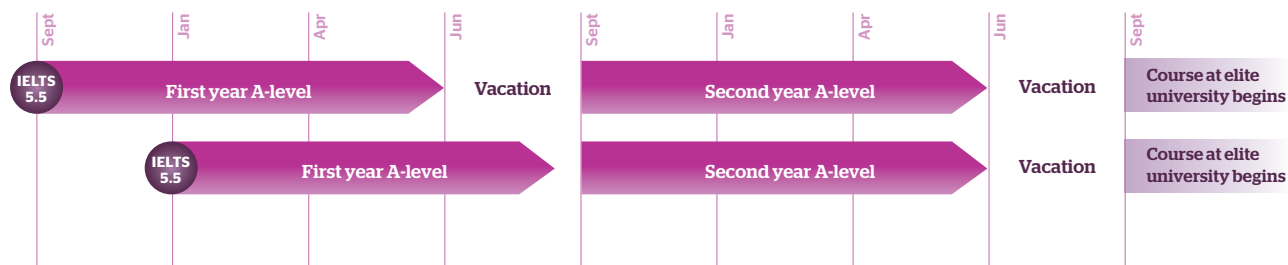 Sept
Jan
Apr
Jun
Sept
Jan
Apr
Jun
Sept
IELTS
5.5
First year A-level
Vacation
Second year A-level
Vacation
Course at elite
university begins
IELTS
5.5
First year A-level
Second year A-level
Vacation
Course at elite
university begins